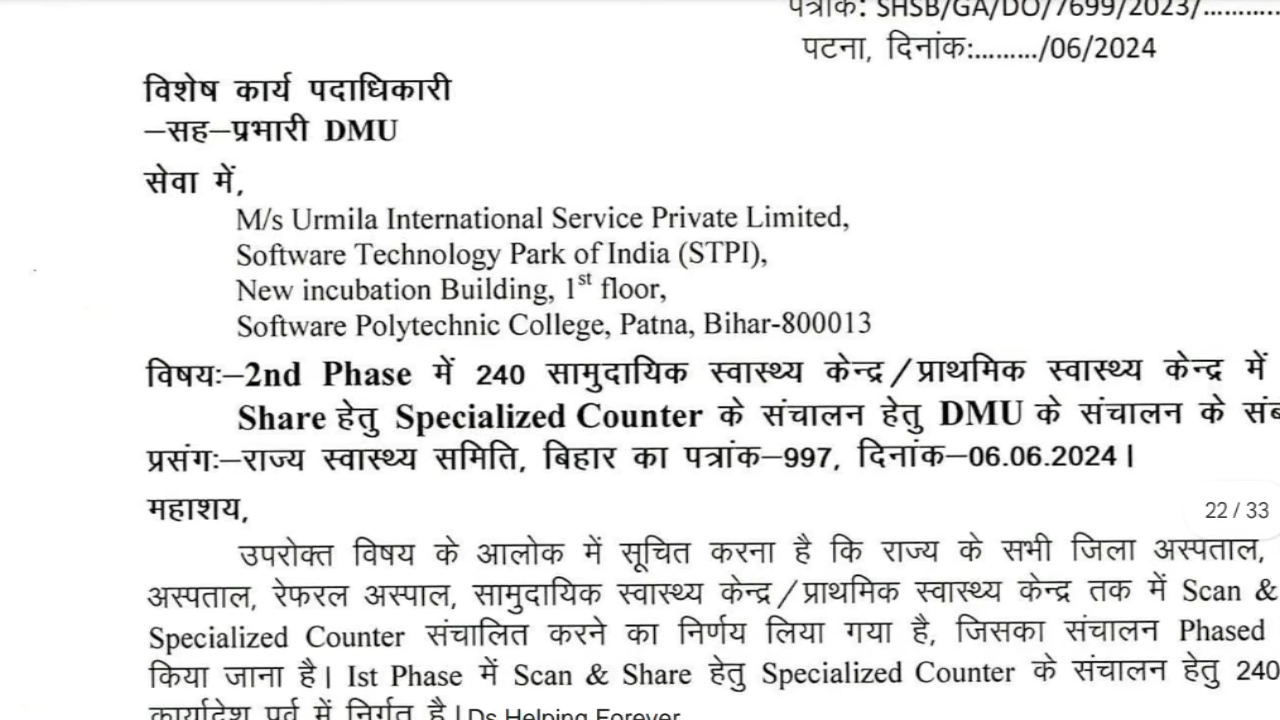 पत्रांक: SHSB/GA/DO/7699/2023/...........
पटना, दिनांक:........./06/2024
विशेष कार्य पदाधिकारी
–सह–प्रभारी DMU
सेवा में,
M/s Urmila International Service Private Limited,
Software Technology Park of India (STPI),
New incubation Building, 1st floor,
Software Polytechnic College, Patna, Bihar-800013
विषयः–2nd Phase में 240 सामुदायिक स्वास्थ्य केन्द्र/प्राथमिक स्वास्थ्य केन्द्र में
Share हेतु Specialized Counter के संचालन हेतु DMU के संचालन के
प्रसंगः–राज्य स्वास्थ्य समिति, बिहार का पत्रांक–997, दिनांक–06.06.2024।
महाशय,
22 / 33
उपरोक्त विषय के आलोक में सूचित करना है कि राज्य के सभी जिला अस्पताल,
अस्पताल, रेफरल अस्पाल, सामुदायिक स्वास्थ्य केन्द्र/प्राथमिक स्वास्थ्य केन्द्र तक में Scan &
Specialized Counter संचालित करने का निर्णय लिया गया है, जिसका संचालन Phased
किया जाना है। Ist Phase में Scan & Share हेतु Specialized Counter के संचालन हेतु 240
कार्यादेश पूर्व में निर्गत है। Ds Helping Forever